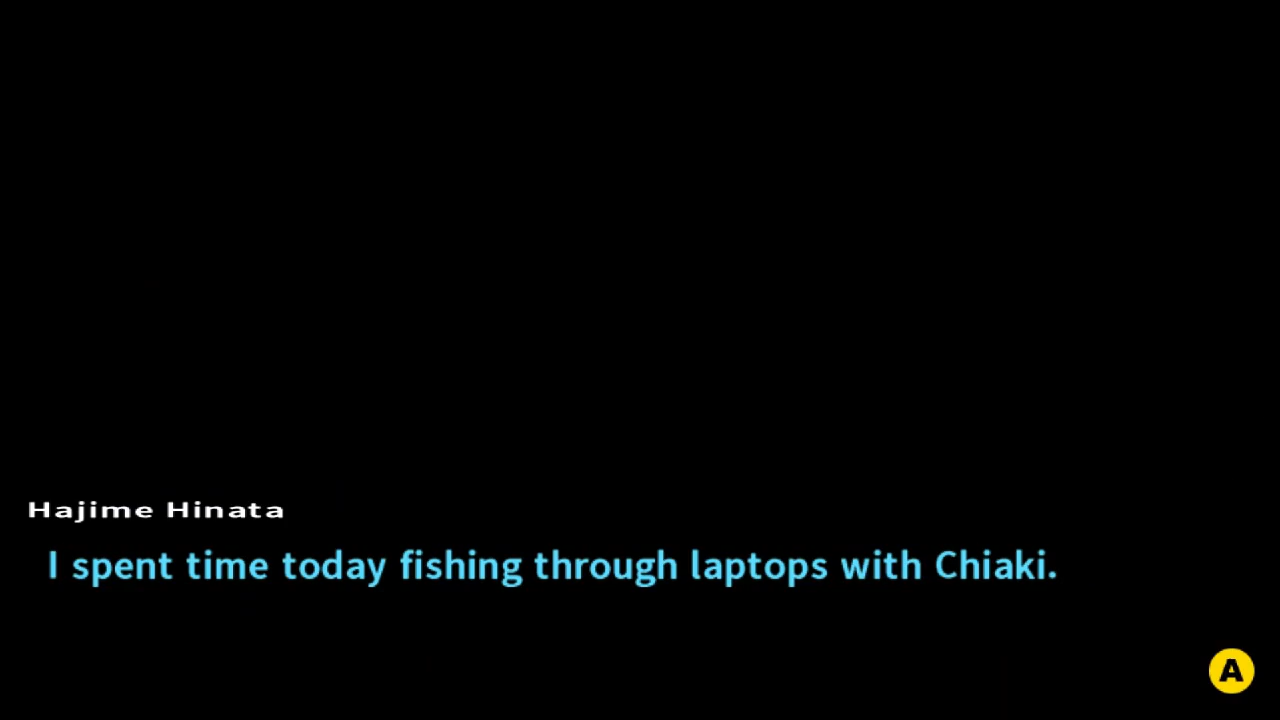 Hajime Hinata
I spent time today fishing through laptops with Chiaki.
A